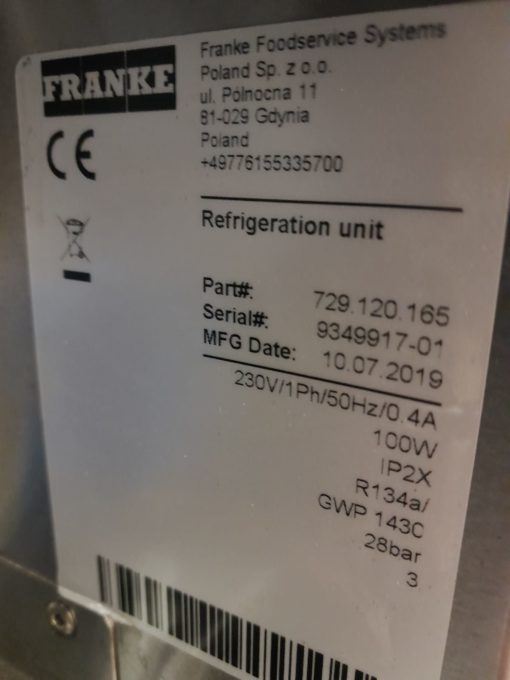 FRANKE
Franke Foodservice Systems
Poland Sp. z o.o.
ul. Pólnocna 11
81-029 Gdynia
Poland
+49776155335700
CE
Refrigeration unit
Part#: 729.120.165
Serial#: 9349917-01
MFG Date: 10.07.2019
230V/1Ph/50Hz/0.4A
100W
IP2X
R134a/
GWP 1430
28bar
3